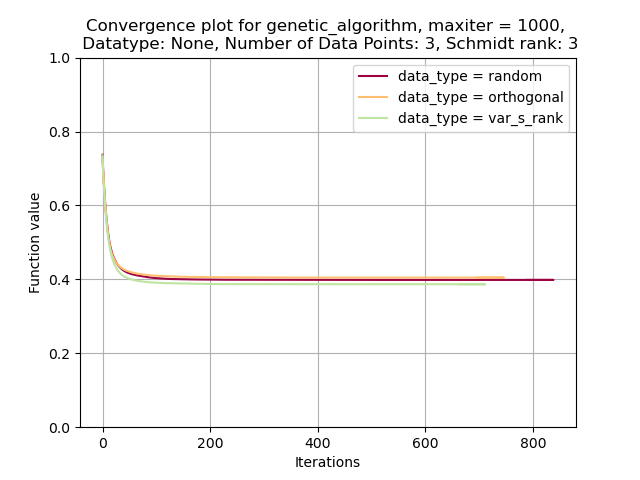 Convergence plot for genetic_algorithm, maxiter = 1000,
Datatype: None, Number of Data Points: 3, Schmidt rank: 3
data_type = random
data_type = orthogonal
data_type = var_s_rank
Function value
1.0
0.8
0.6
0.4
0.2
0.0
0 200 400 600 800
Iterations